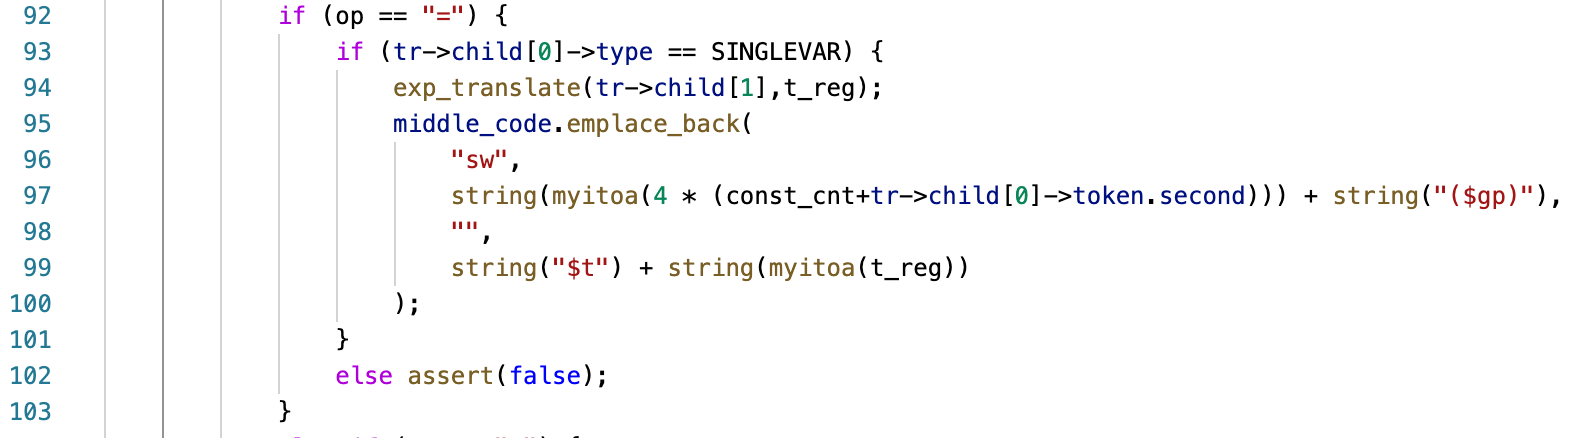 92 if (op == "=") {
93 if (tr->child[0]->type == SINGLEVAR) {
94 exp_translate(tr->child[1],t_reg);
95 middle_code.emplace_back(
96 "sw",
97 string(myitoa(4 * (const_cnt+tr->child[0]->token.second))) + string("($gp)"),
98 "",
99 string("$t") + string(myitoa(t_reg))
100 );
101 }
102 else assert(false);
103 }